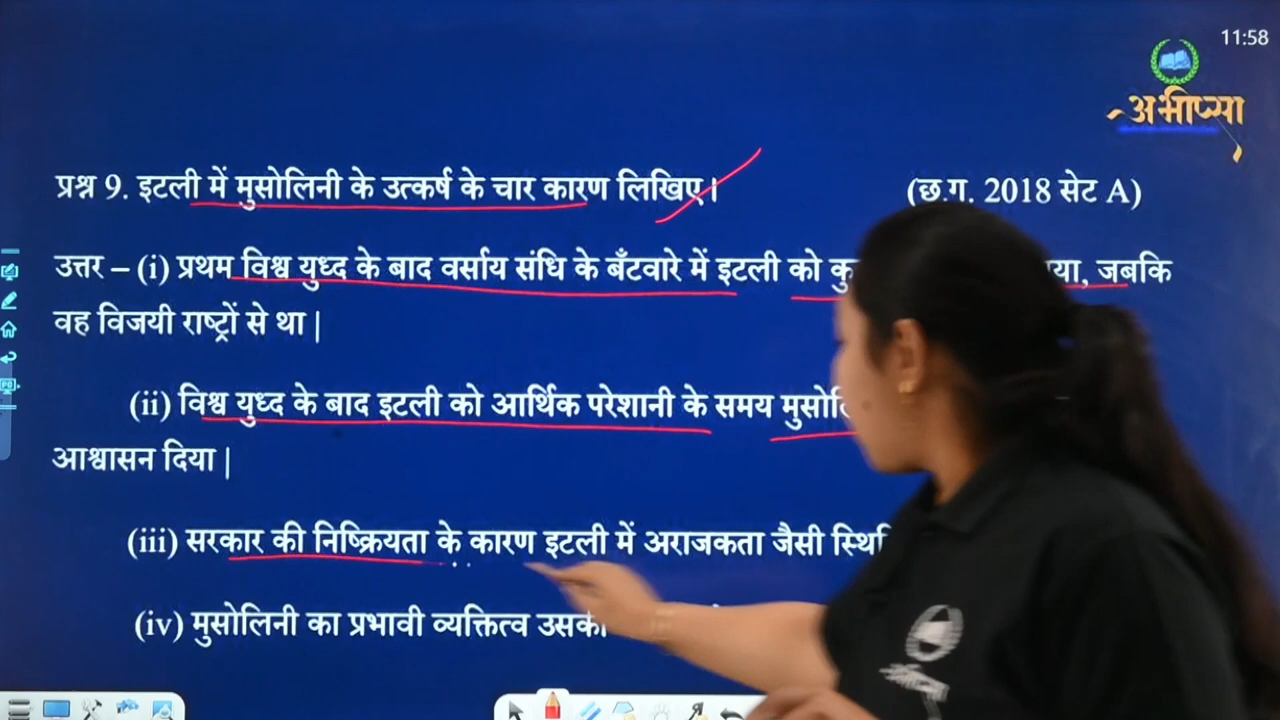 11:58
अभीप्सा
प्रश्न 9. इटली में मुसोलिनी के उत्कर्ष के चार कारण लिखिए। (छ.ग. 2018 सेट A)
उत्तर – (i) प्रथम विश्व युध्द के बाद वर्साय संधि के बँटवारे में इटली को जबकि
वह विजयी राष्ट्रों से था |
(ii) विश्व युध्द के बाद इटली को आर्थिक परेशानी के समय
आश्वासन दिया |
(iii) सरकार की निष्क्रियता के कारण इटली में अराजकता जैसी
(iv) मुसोलिनी का प्रभावी व्यक्तित्व